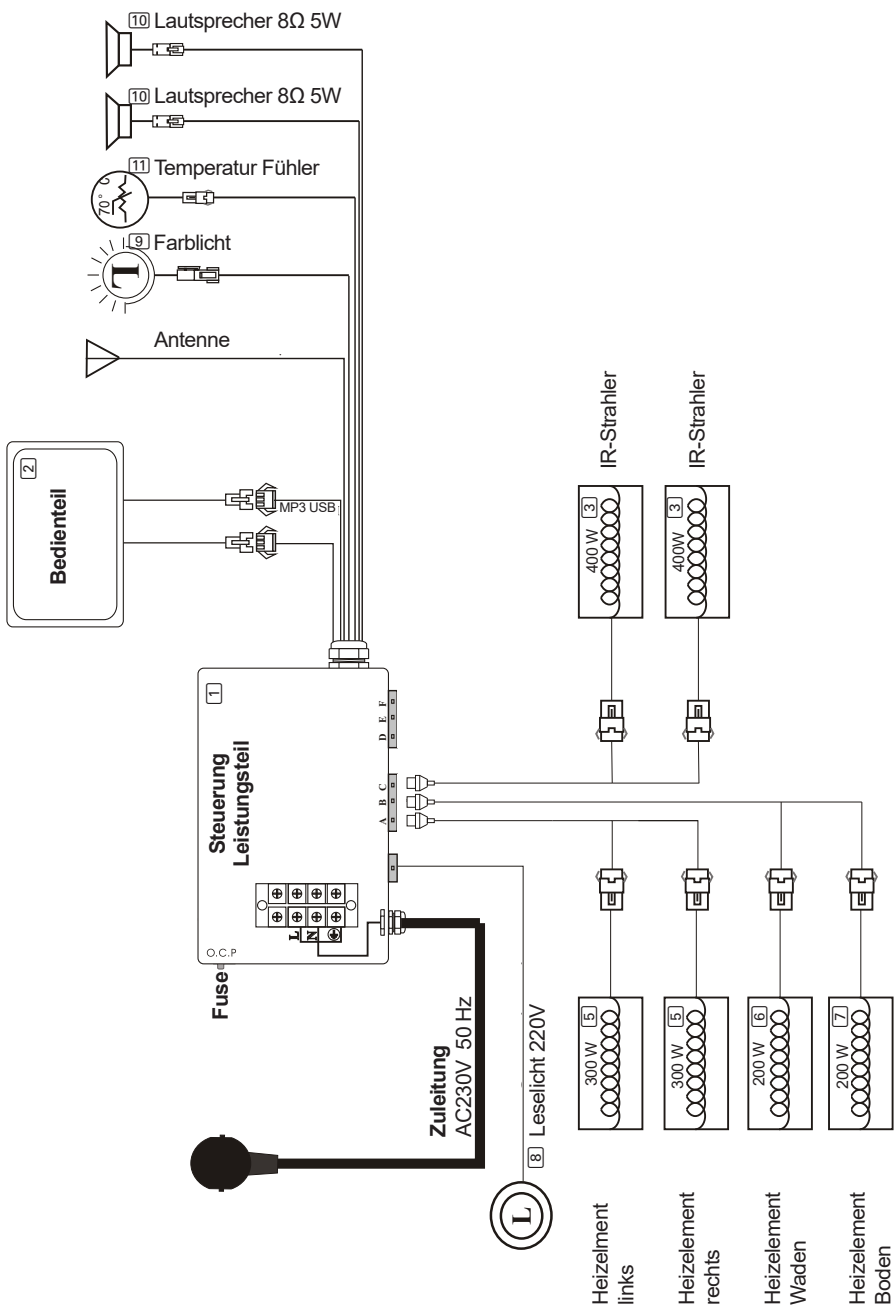 10 Lautsprecher 8Ω 5W
10 Lautsprecher 8Ω 5W
11 Temperatur Fühler
70° C
9 Farblicht
L
Antenne
2
Bedienteil
MP3 USB
1
Steuerung
Leistungsteil
O.C.P
Fuse
L
N
A B C
D E F
Zuleitung
AC230V 50 Hz
8 Leselicht 220V
L
3
400 W
IR-Strahler
3
400W
IR-Strahler
5
300 W
Heizelment
links
5
300 W
Heizelement
rechts
6
200 W
Heizelement
Waden
7
200 W
Heizelement
Boden